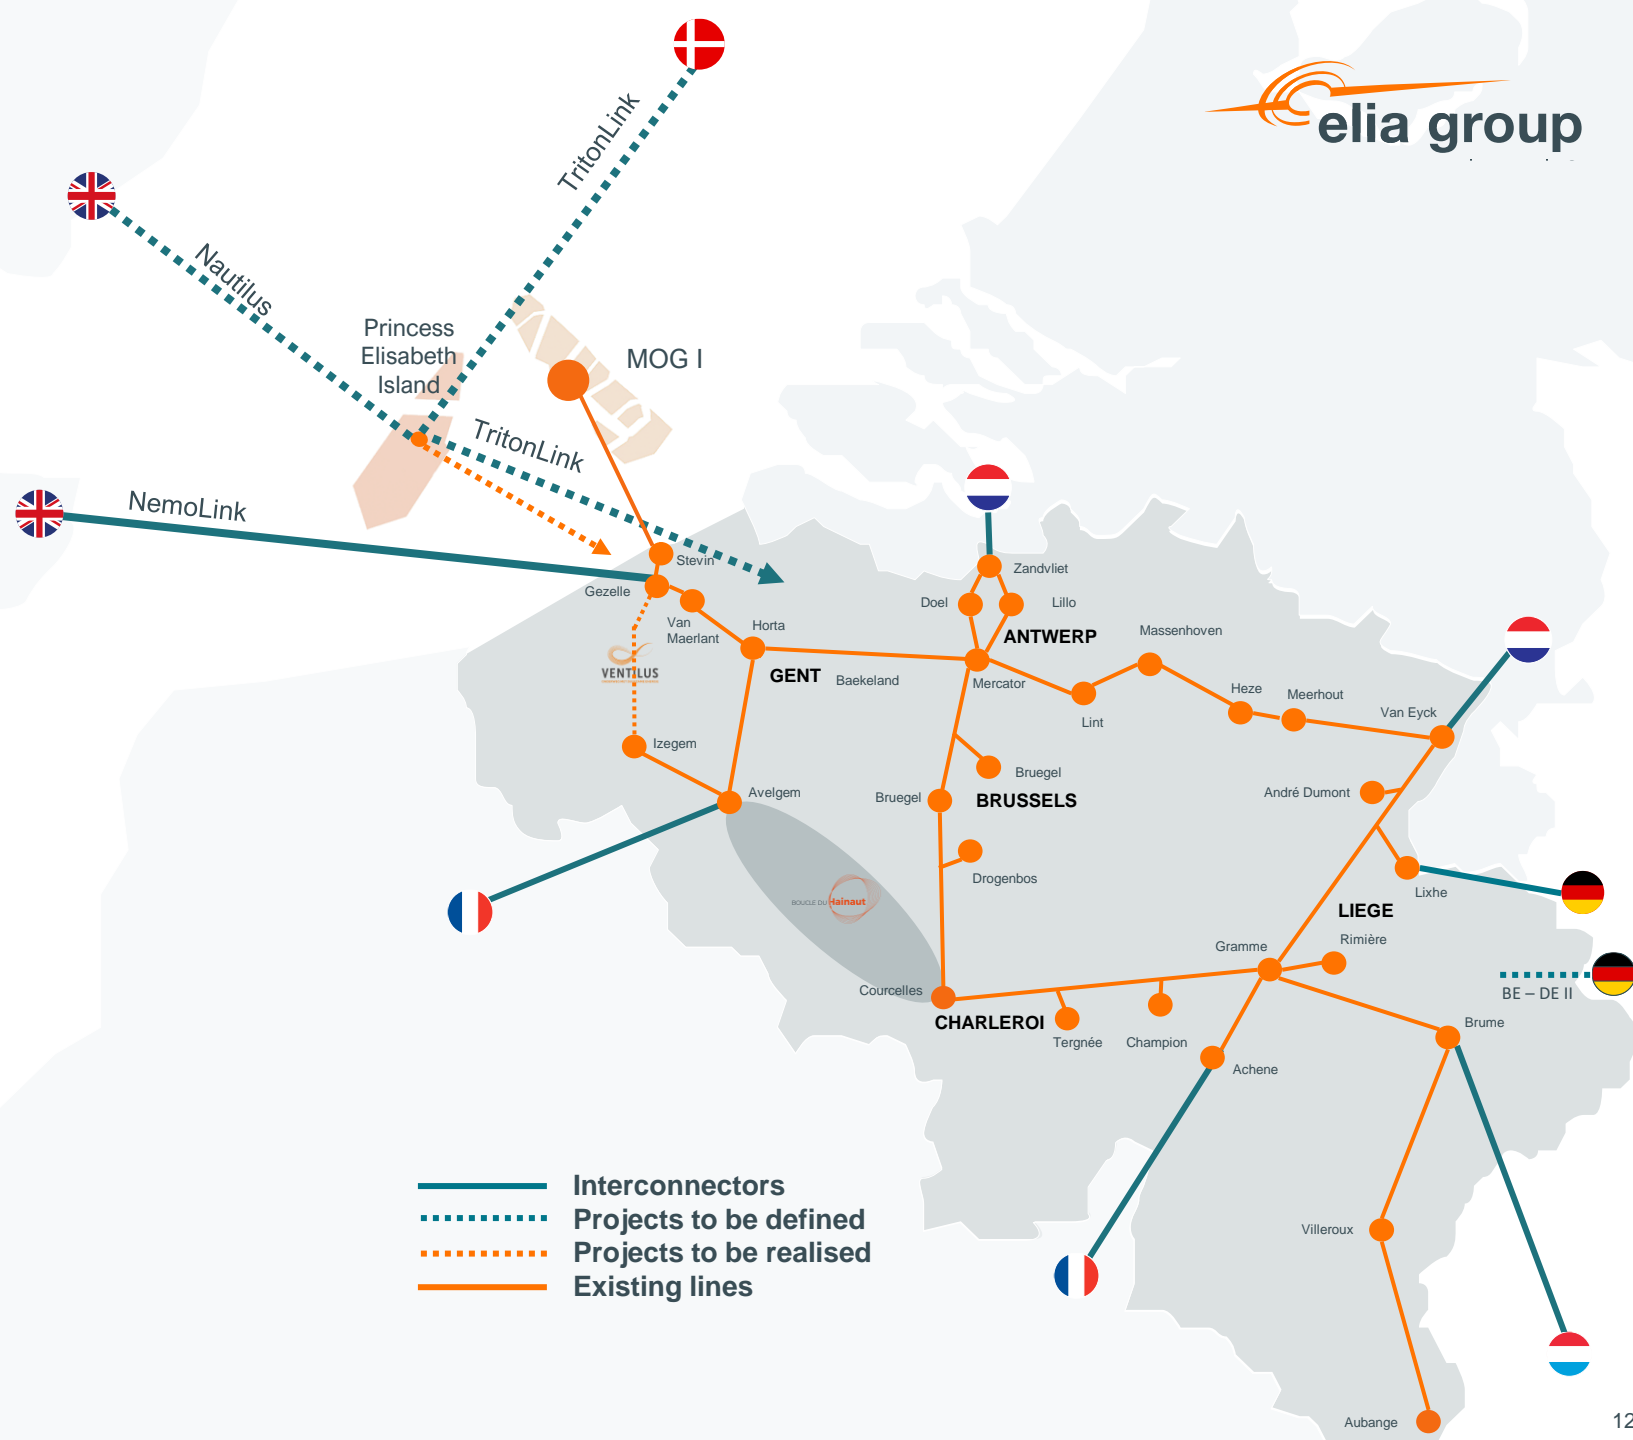 elia group
TritonLink
Nautilus
Princess
Elisabeth
Island
MOG I
TritonLink
NemoLink
Stevin
Gezelle
Zandvliet
Doel
Lillo
Van
Maerlant
Horta
ANTWERP
Massenhoven
VENTILUS
GENT
Baekeland
Mercator
Heze
Meerhout
Van Eyck
Lint
Izegem
Bruegel
Avelgem
Bruegel
BRUSSELS
André Dumont
Drogenbos
Lixhe
BOUCLE DU Hainaut
LIEGE
Rimière
Gramme
Courcelles
BE – DE II
CHARLEROI
Brume
Tergnée
Champion
Achene
Interconnectors
Projects to be defined
Projects to be realised
Existing lines
Villeroux
Aubange
12